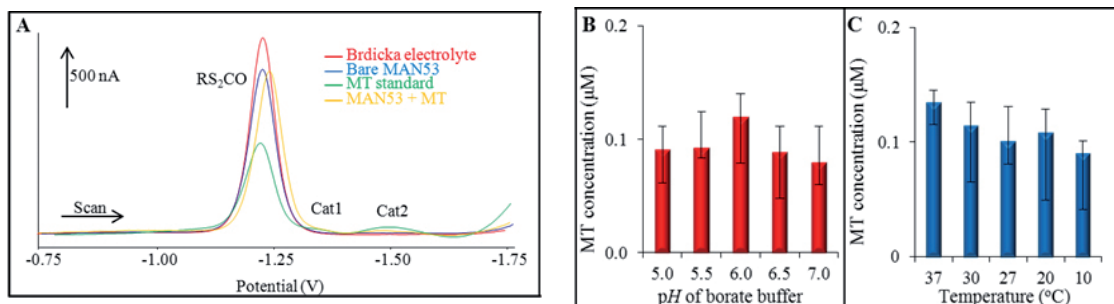 A
500 nA
RS2CO
Brdicka electrolyte
Bare MAN53
MT standard
MAN53 + MT
Scan
Cat1
Cat2
-0.75
-1.00
-1.25
-1.50
-1.75
Potential (V)
B
MT concentration (µM)
0.2
0.1
0.0
5.0 5.5 6.0 6.5 7.0
pH of borate buffer
C
MT concentration (µM)
0.2
0.1
0
37 30 27 20 10
Temperature (°C)